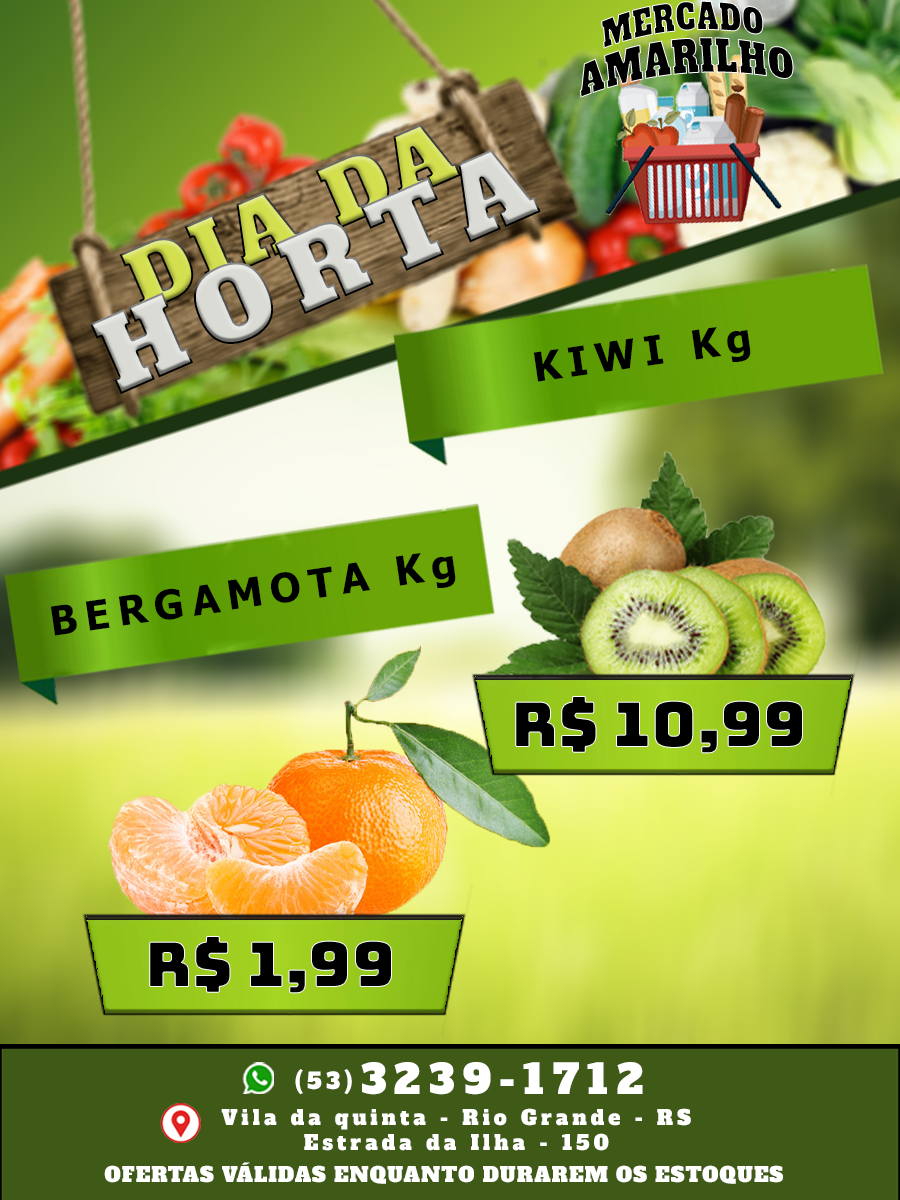 MERCADO
AMARILHO
DIA DA
HORTA
KIWI Kg
BERGAMOTA Kg
R$ 10,99
R$ 1,99
(53) 3239-1712
Vila da quinta - Rio Grande - RS
Estrada da Ilha - 150
OFERTAS VÁLIDAS ENQUANTO DURAREM OS ESTOQUES